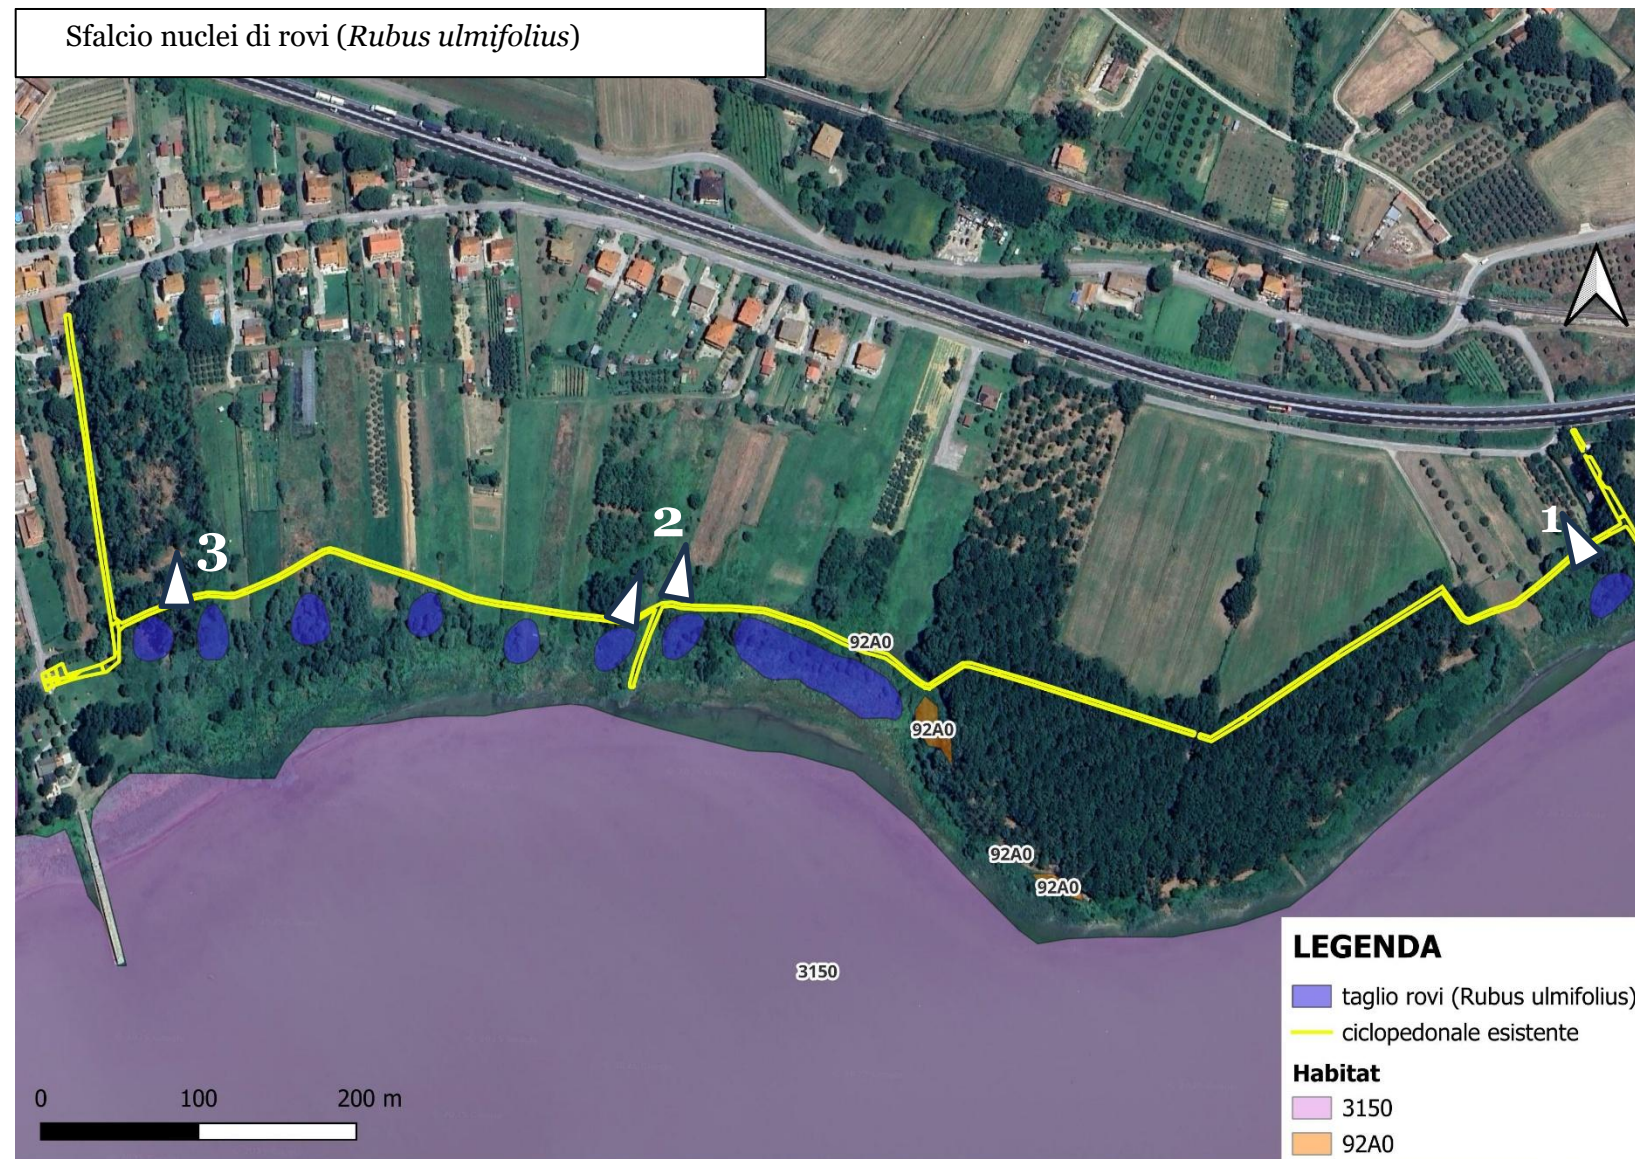 Sfalcio nuclei di rovi (Rubus ulmifolius)
1
2
3
92A0
92A0
92A0
92A0
3150
LEGENDA
taglio rovi (Rubus ulmifolius)
ciclopedonale esistente
Habitat
3150
92A0
0 100 200 m